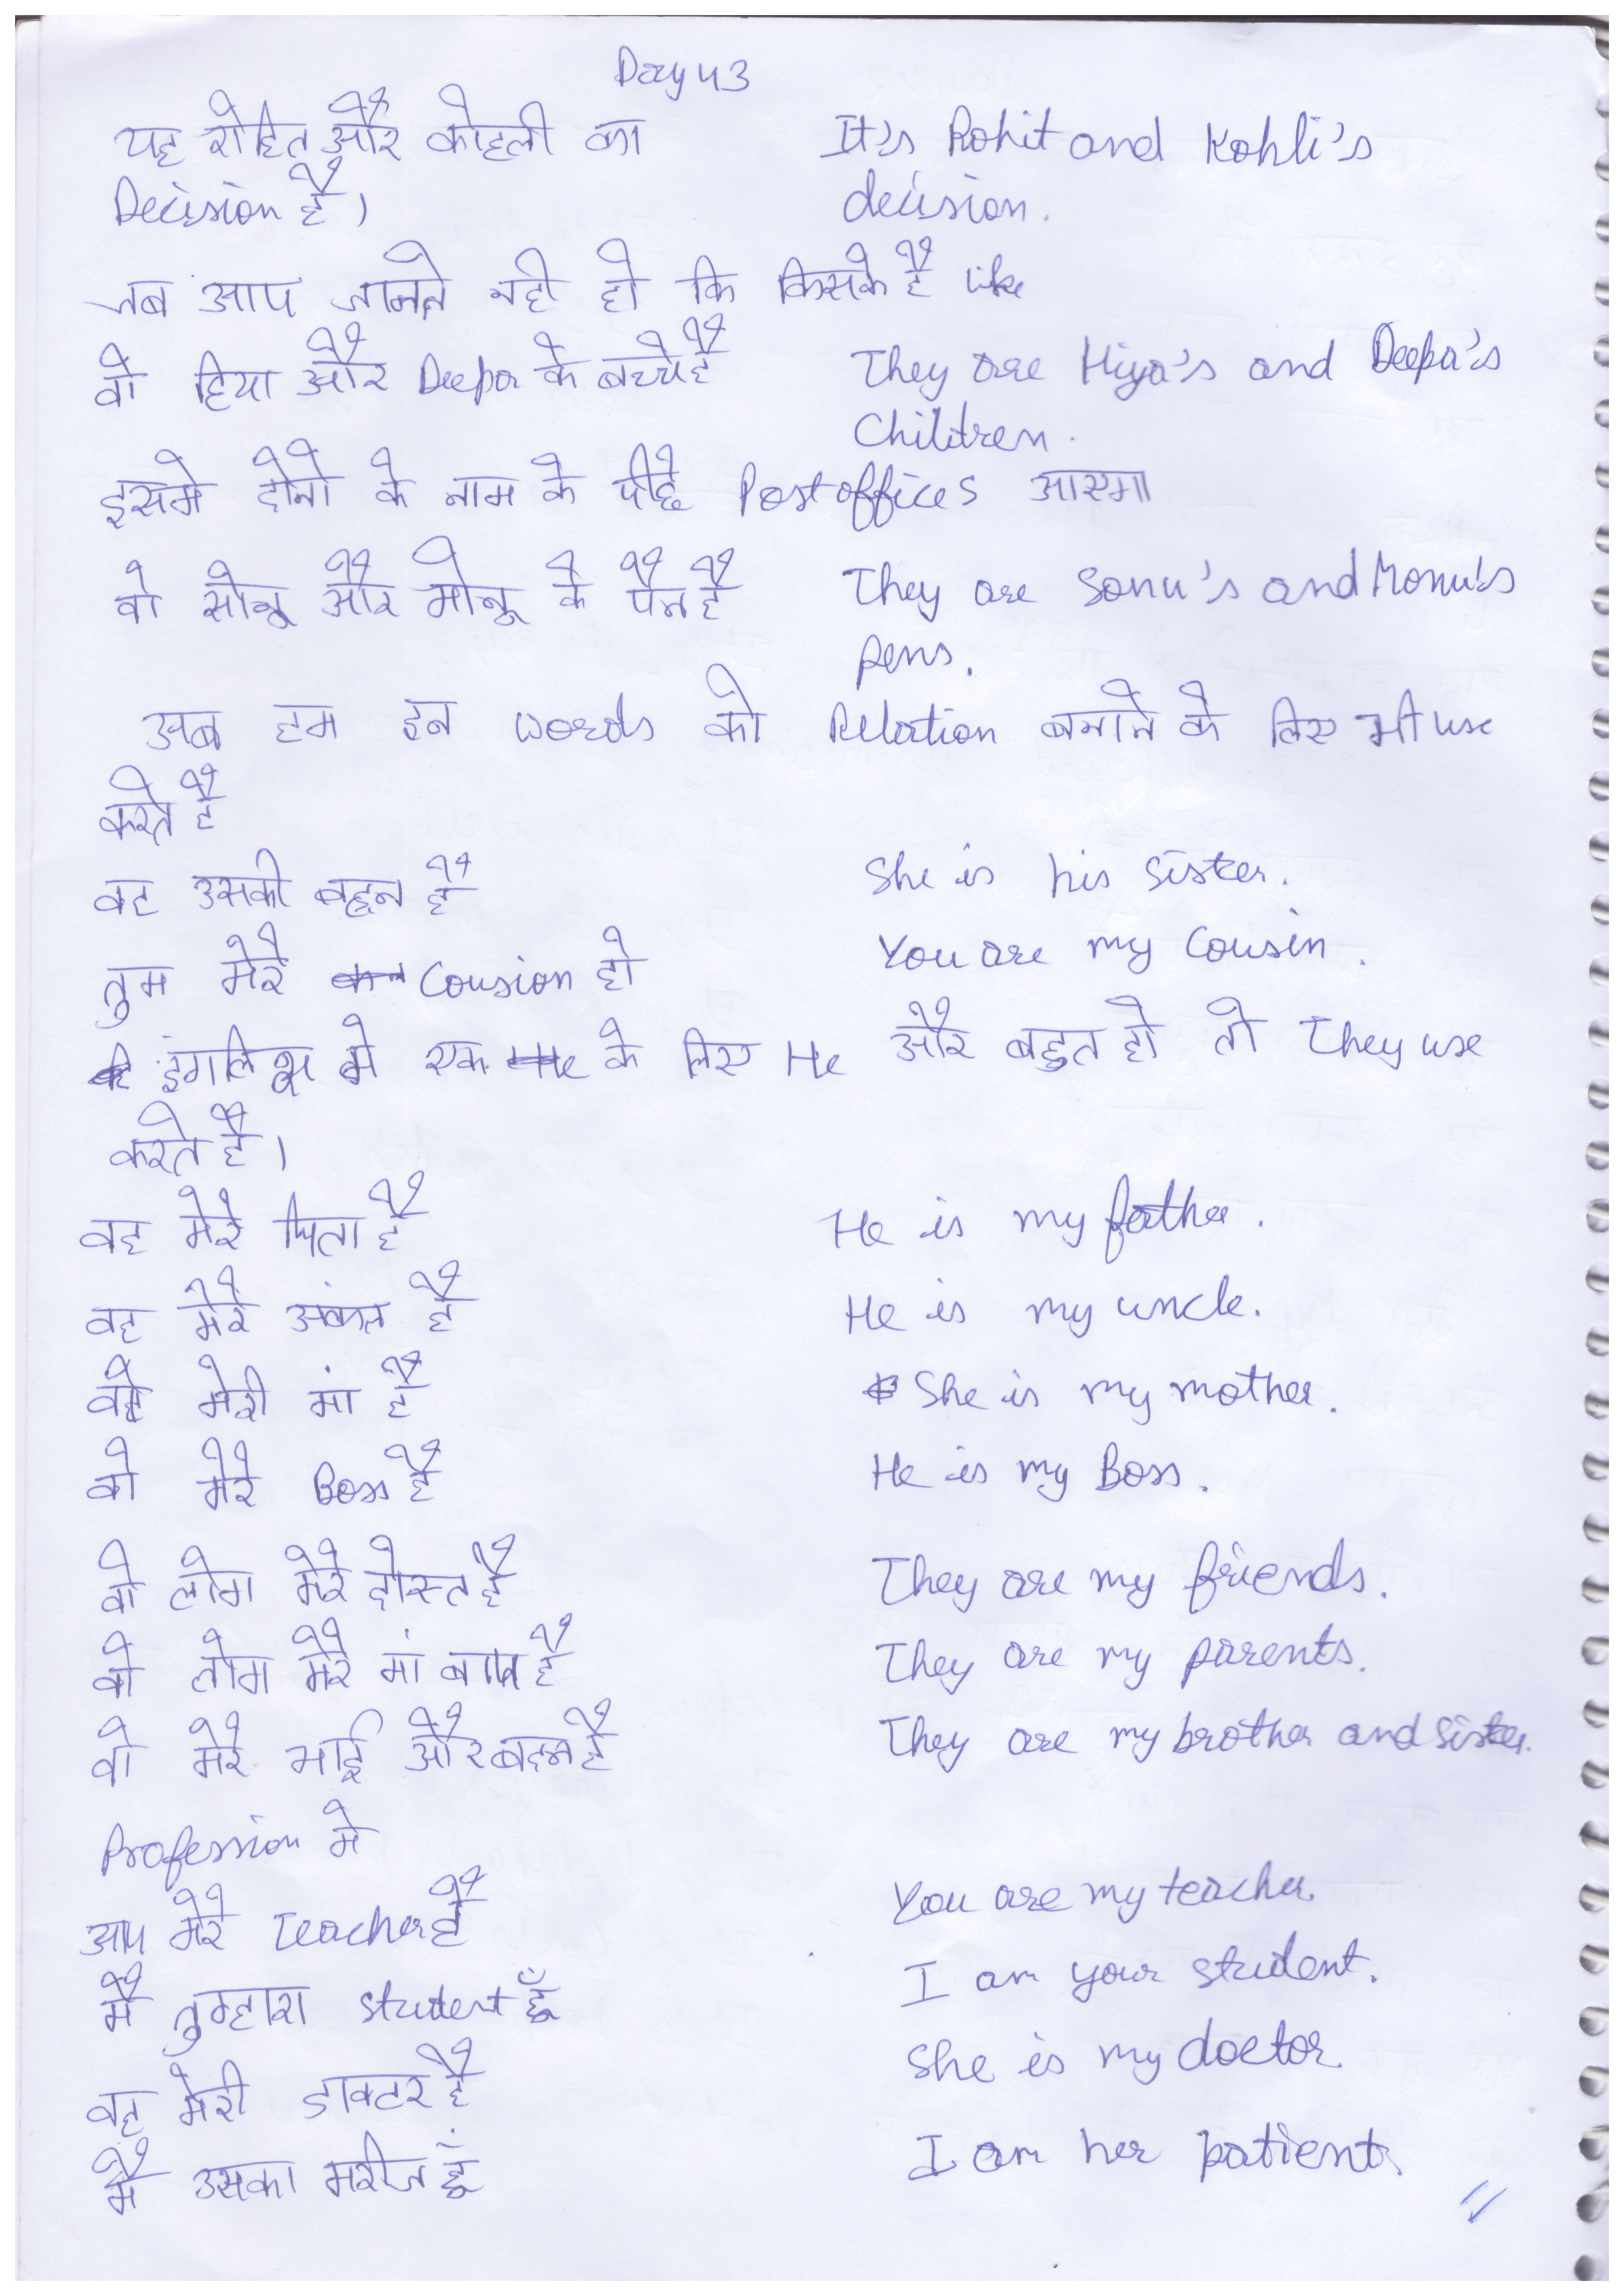 Day 43
यह रोहित और कोहली का It's Rohit and Kohli's
Decision है। decision.
जब आप जानते नही हो कि किसके है like
वो हिया और Deepa के बच्चे है They are Hiya's and Deepa's
Children.
इसमे दोनो के नाम के पीछे Postoffices आएगा
वो सोनू और मोनू के पैन है They are Sonu's and Monu's
pens.
अब हम इन words को Relation बनाने के लिए भी use
करते है
वह उसकी बहन है She is his sister.
तुम मेरे Cousion हो You are my Cousin.
इंगलिश मे एक के लिए He और बहुत हो तो They use
करते है।
वह मेरे पिता है He is my father.
वह मेरे अंकल है He is my uncle.
वह मेरी मां है She is my mother.
वो मेरे Boss है He is my Boss.
वो लोग मेरे दोस्त है They are my friends.
वो लोग मेरे मां बाप है They are my parents.
वो मेरे भाई और बहन है They are my brother and sister.
Profession मे
आप मेरे Teacher है You are my teacher.
मै तुम्हारा student हूँ I am your student.
वह मेरी डाक्टर है She is my doctor.
मै उसका मरीज हूँ I am her patient.